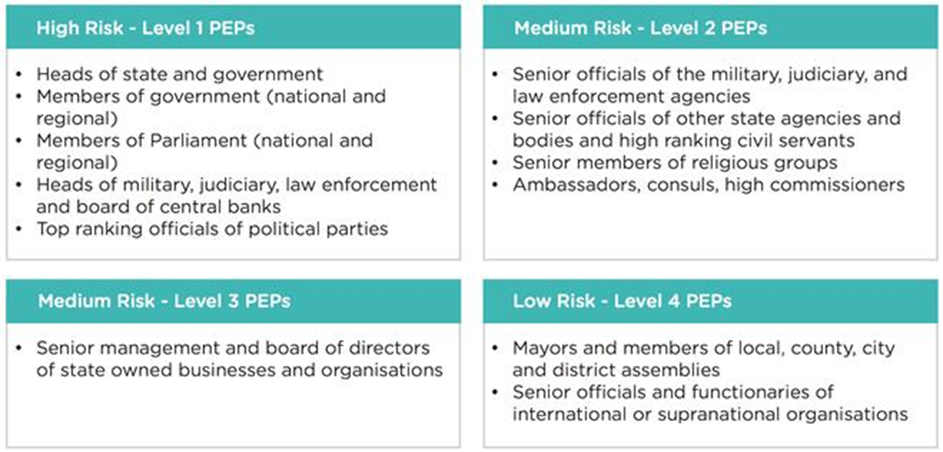 High Risk - Level 1 PEPs
• Heads of state and government
• Members of government (national and
regional)
• Members of Parliament (national and
regional)
• Heads of military, judiciary, law enforcement
and board of central banks
• Top ranking officials of political parties
Medium Risk - Level 2 PEPs
• Senior officials of the military, judiciary, and
law enforcement agencies
• Senior officials of other state agencies and
bodies and high ranking civil servants
• Senior members of religious groups
• Ambassadors, consuls, high commissioners
Medium Risk - Level 3 PEPs
• Senior management and board of directors
of state owned businesses and organisations
Low Risk - Level 4 PEPs
• Mayors and members of local, county, city
and district assemblies
• Senior officials and functionaries of
international or supranational organisations